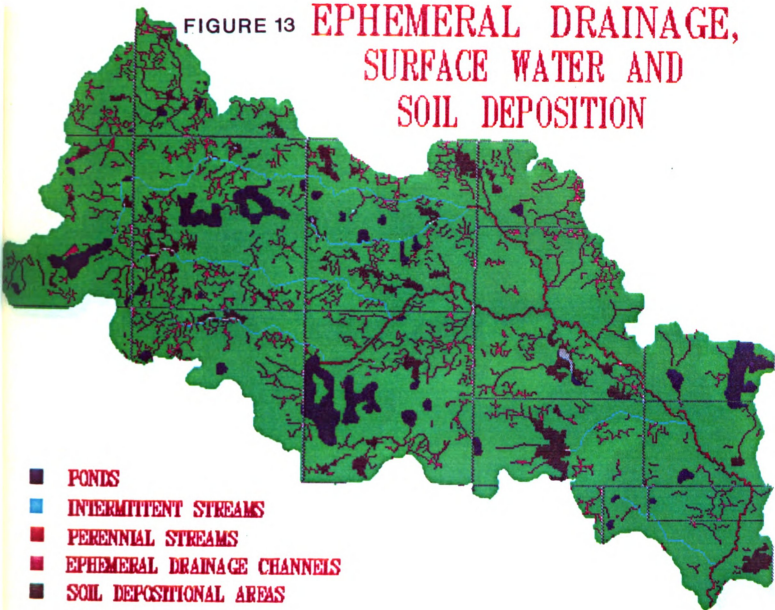 FIGURE 13 EPHEMERAL DRAINAGE,
SURFACE WATER AND
SOIL DEPOSITION
PONDS
INTERMITTENT STREAMS
PERENNIAL STREAMS
EPHEMERAL DRAINAGE CHANNELS
SOIL DEPOSITIONAL AREAS